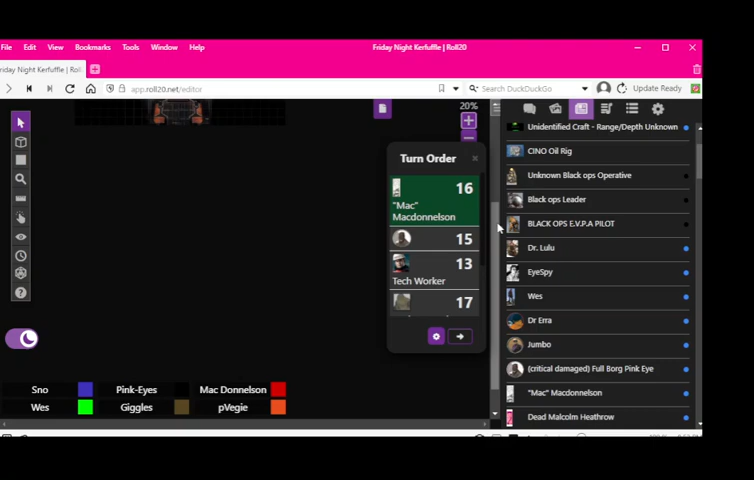 File Edit View Bookmarks Tools Window Help
Friday Night Kerfuffle | Roll20
riday Night Kerfuffle | Roll
app.roll20.net/editor
Search DuckDuckGo
Update Ready
20%
Turn Order
16
"Mac"
Macdonnelson
15
13
Tech Worker
17
Unidentified Craft - Range/Depth Unknown
CINO Oil Rig
Unknown Black ops Operative
Black ops Leader
BLACK OPS E.V.P.A PILOT
Dr. Lulu
EyeSpy
Wes
Dr Erra
Jumbo
(critical damaged) Full Borg Pink Eye
"Mac" Macdonnelson
Dead Malcolm Heathrow
Sno Pink-Eyes Mac Donnelson
Wes Giggles pVegie